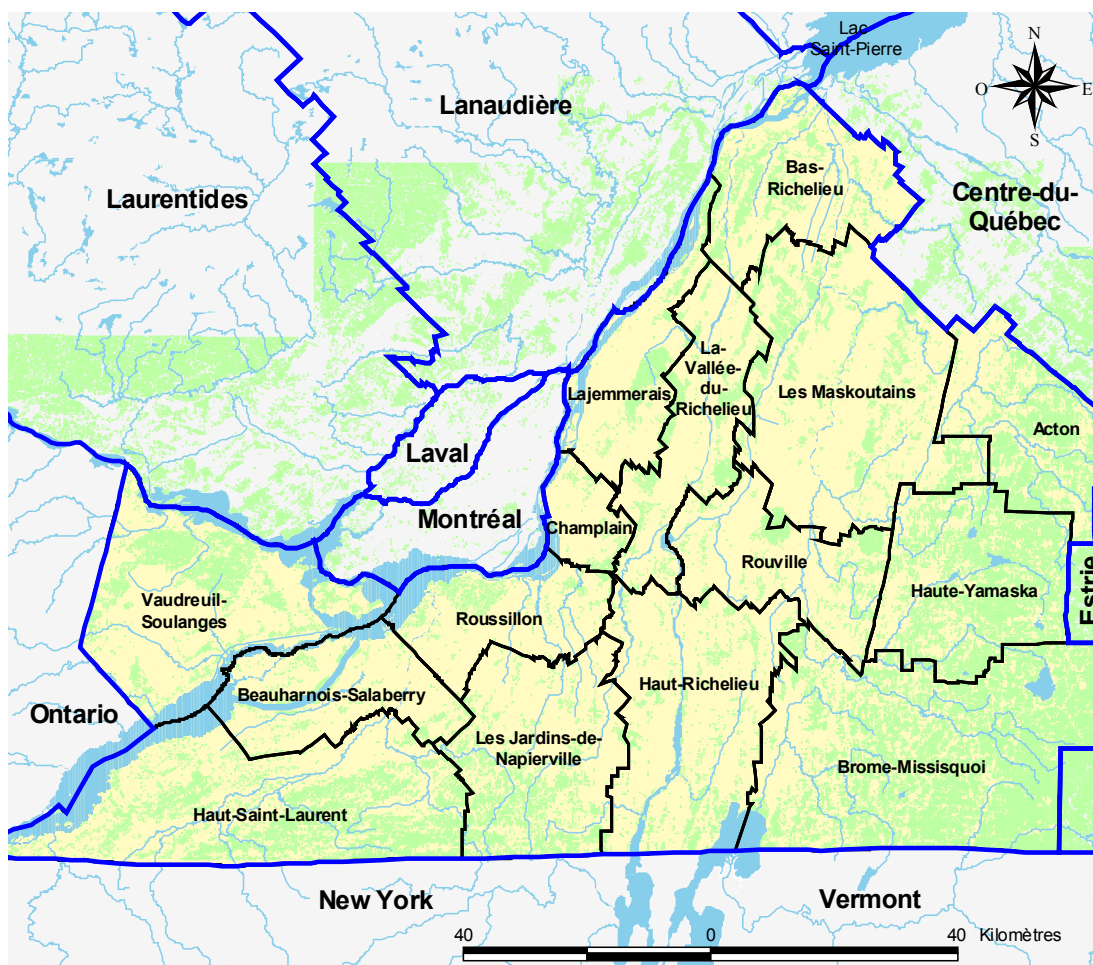 Lac
Saint-Pierre
N
O
E
S
Lanaudière
Laurentides
Bas-
Richelieu
Centre-du-
Québec
La-
Vallée-
du-
Richelieu
Lajemmerais
Les Maskoutains
Acton
Laval
Montréal
Champlain
Rouville
Haute-Yamaska
Estrie
Vaudreuil-
Soulanges
Roussillon
Beauharnois-Salaberry
Haut-Richelieu
Ontario
Les Jardins-de-
Napierville
Brome-Missisquoi
Haut-Saint-Laurent
New York
Vermont
40
0
40
Kilomètres